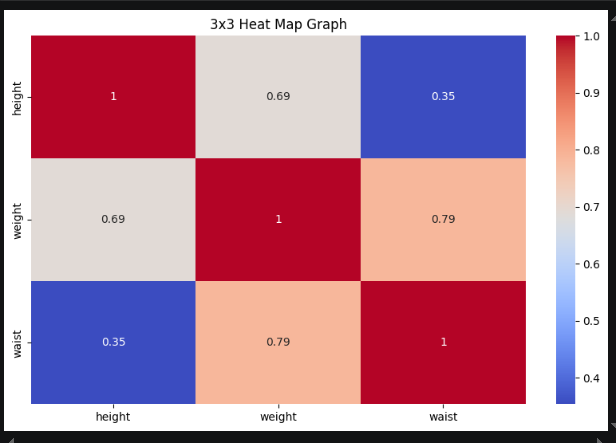 3x3 Heat Map Graph
height 1 0.69 0.35
weight 0.69 1 0.79
waist 0.35 0.79 1
height weight waist
1.0
0.9
0.8
0.7
0.6
0.5
0.4